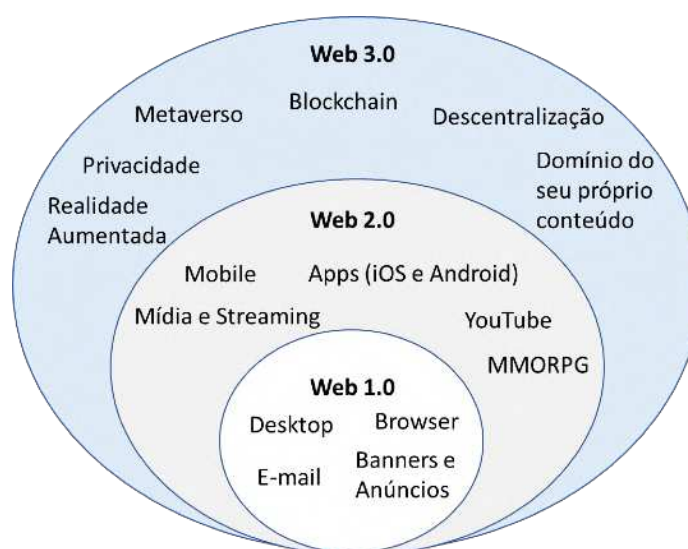 Web 3.0
Metaverso
Blockchain
Descentralização
Privacidade
Domínio do
seu próprio
conteúdo
Realidade
Aumentada
Web 2.0
Mobile
Apps (iOS e Android)
Mídia e Streaming
YouTube
MMORPG
Web 1.0
Desktop
Browser
E-mail
Banners e
Anúncios